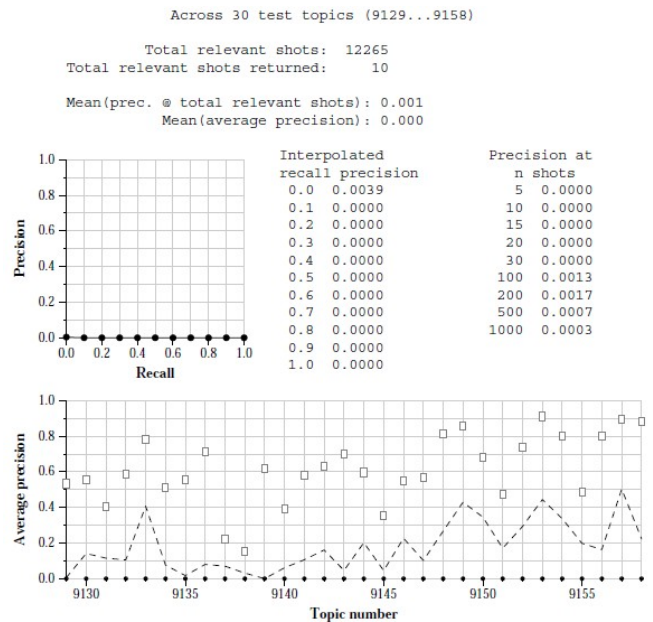 Across 30 test topics (9129...9158)
Total relevant shots: 12265
Total relevant shots returned: 10
Mean(prec. @ total relevant shots): 0.001
Mean(average precision): 0.000
Interpolated
recall precision
0.0 0.0039
0.1 0.0000
0.2 0.0000
0.3 0.0000
0.4 0.0000
0.5 0.0000
0.6 0.0000
0.7 0.0000
0.8 0.0000
0.9 0.0000
1.0 0.0000
Precision at
n shots
5 0.0000
10 0.0000
15 0.0000
20 0.0000
30 0.0000
100 0.0013
200 0.0017
500 0.0007
1000 0.0003
1.0
0.8
0.6
0.4
0.2
0.0
Precision
0.0 0.2 0.4 0.6 0.8 1.0
Recall
1.0
0.8
0.6
0.4
0.2
0.0
Average precision
9130 9135 9140 9145 9150 9155
Topic number